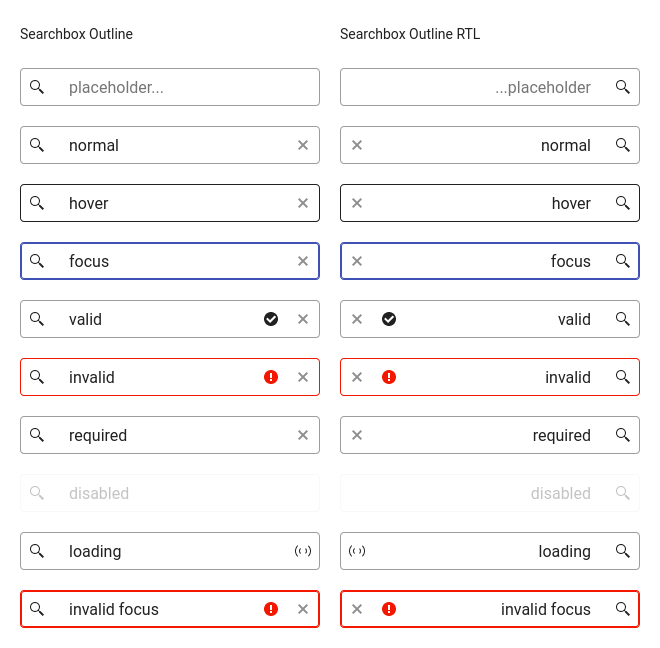 Searchbox Outline
Searchbox Outline RTL
placeholder...
...placeholder
normal
normal
hover
hover
focus
focus
valid
valid
invalid
invalid
required
required
disabled
disabled
loading
loading
invalid focus
invalid focus